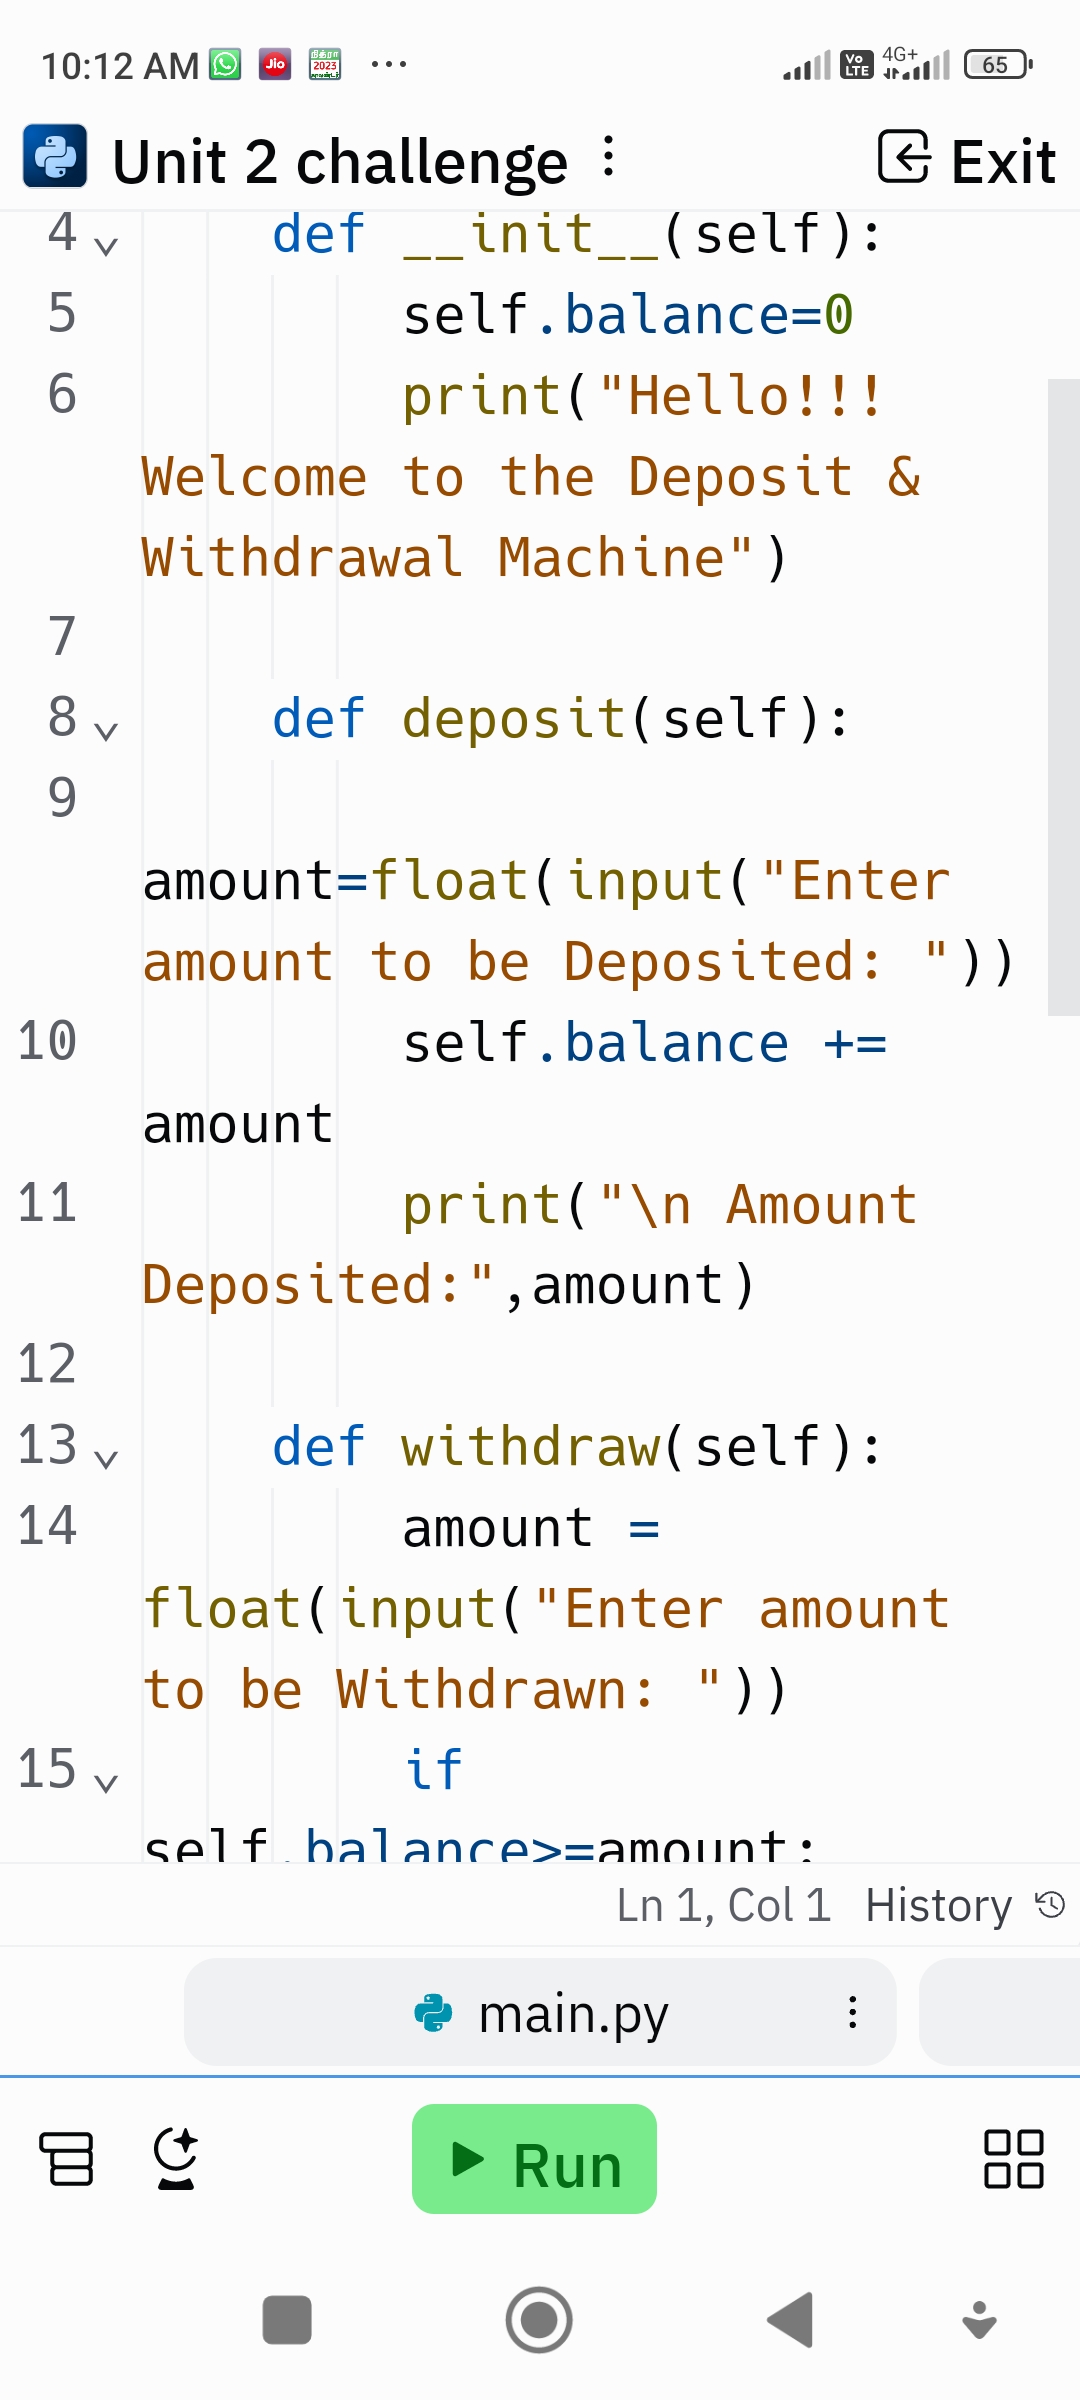 10:12 AM
Jio
நித்ரா
2023
Vo
LTE
4G+
65
Unit 2 challenge
Exit
4 def __init__(self):
5 self.balance=0
6 print("Hello!!!
Welcome to the Deposit &
Withdrawal Machine")
7
8 def deposit(self):
9
amount=float(input("Enter
amount to be Deposited: "))
10 self.balance +=
amount
11 print("\n Amount
Deposited:",amount)
12
13 def withdraw(self):
14 amount =
float(input("Enter amount
to be Withdrawn: "))
15 if
self.balance>=amount:
Ln 1, Col 1 History
main.py
Run